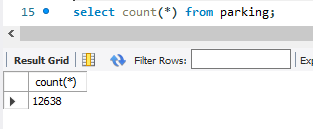 15 select count(*) from parking;
Result Grid Filter Rows: Exp
count(*)
12638